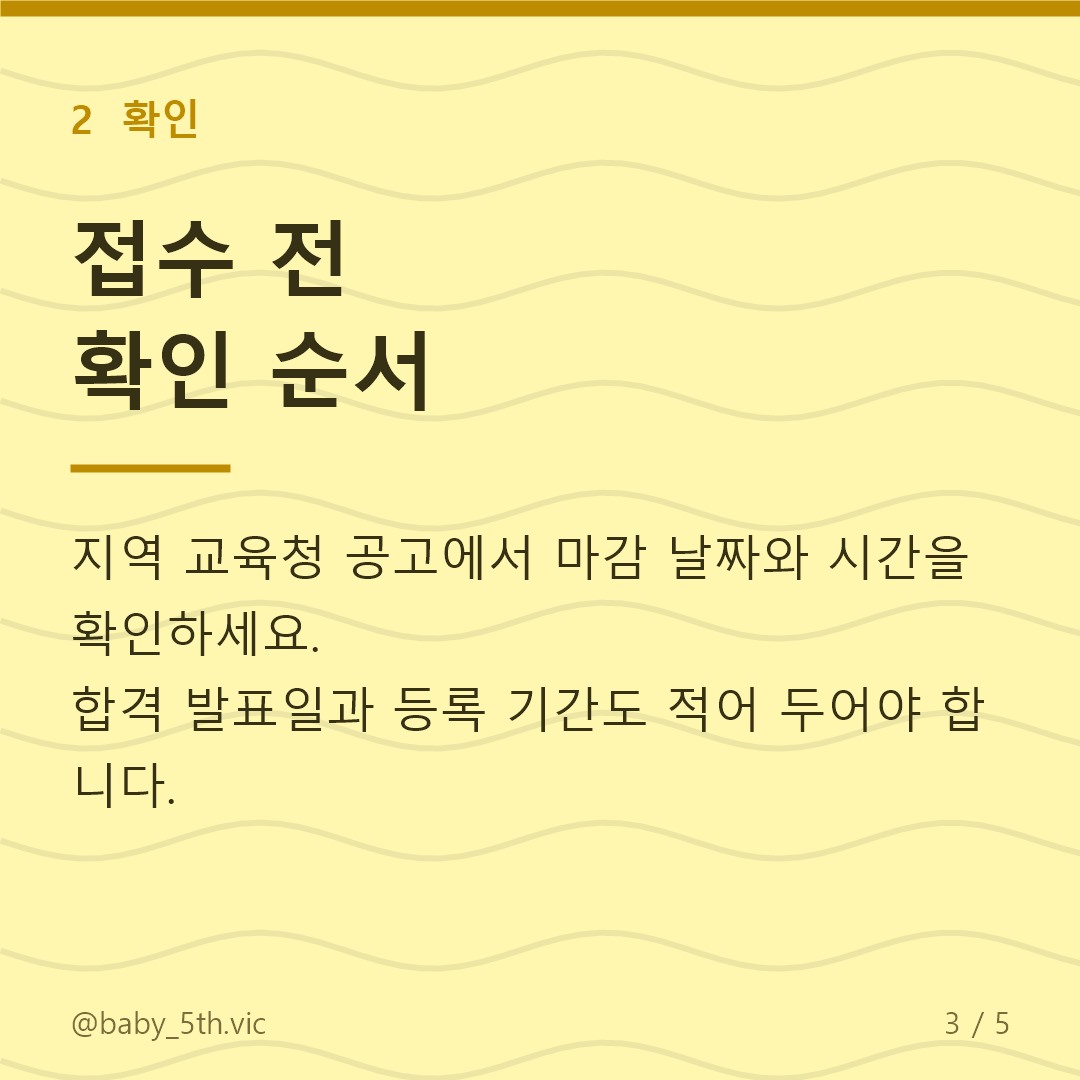 2 확인
접수 전
확인 순서
지역 교육청 공고에서 마감 날짜와 시간을
확인하세요.
합격 발표일과 등록 기간도 적어 두어야 합
니다.
@baby_5th.vic
3 / 5